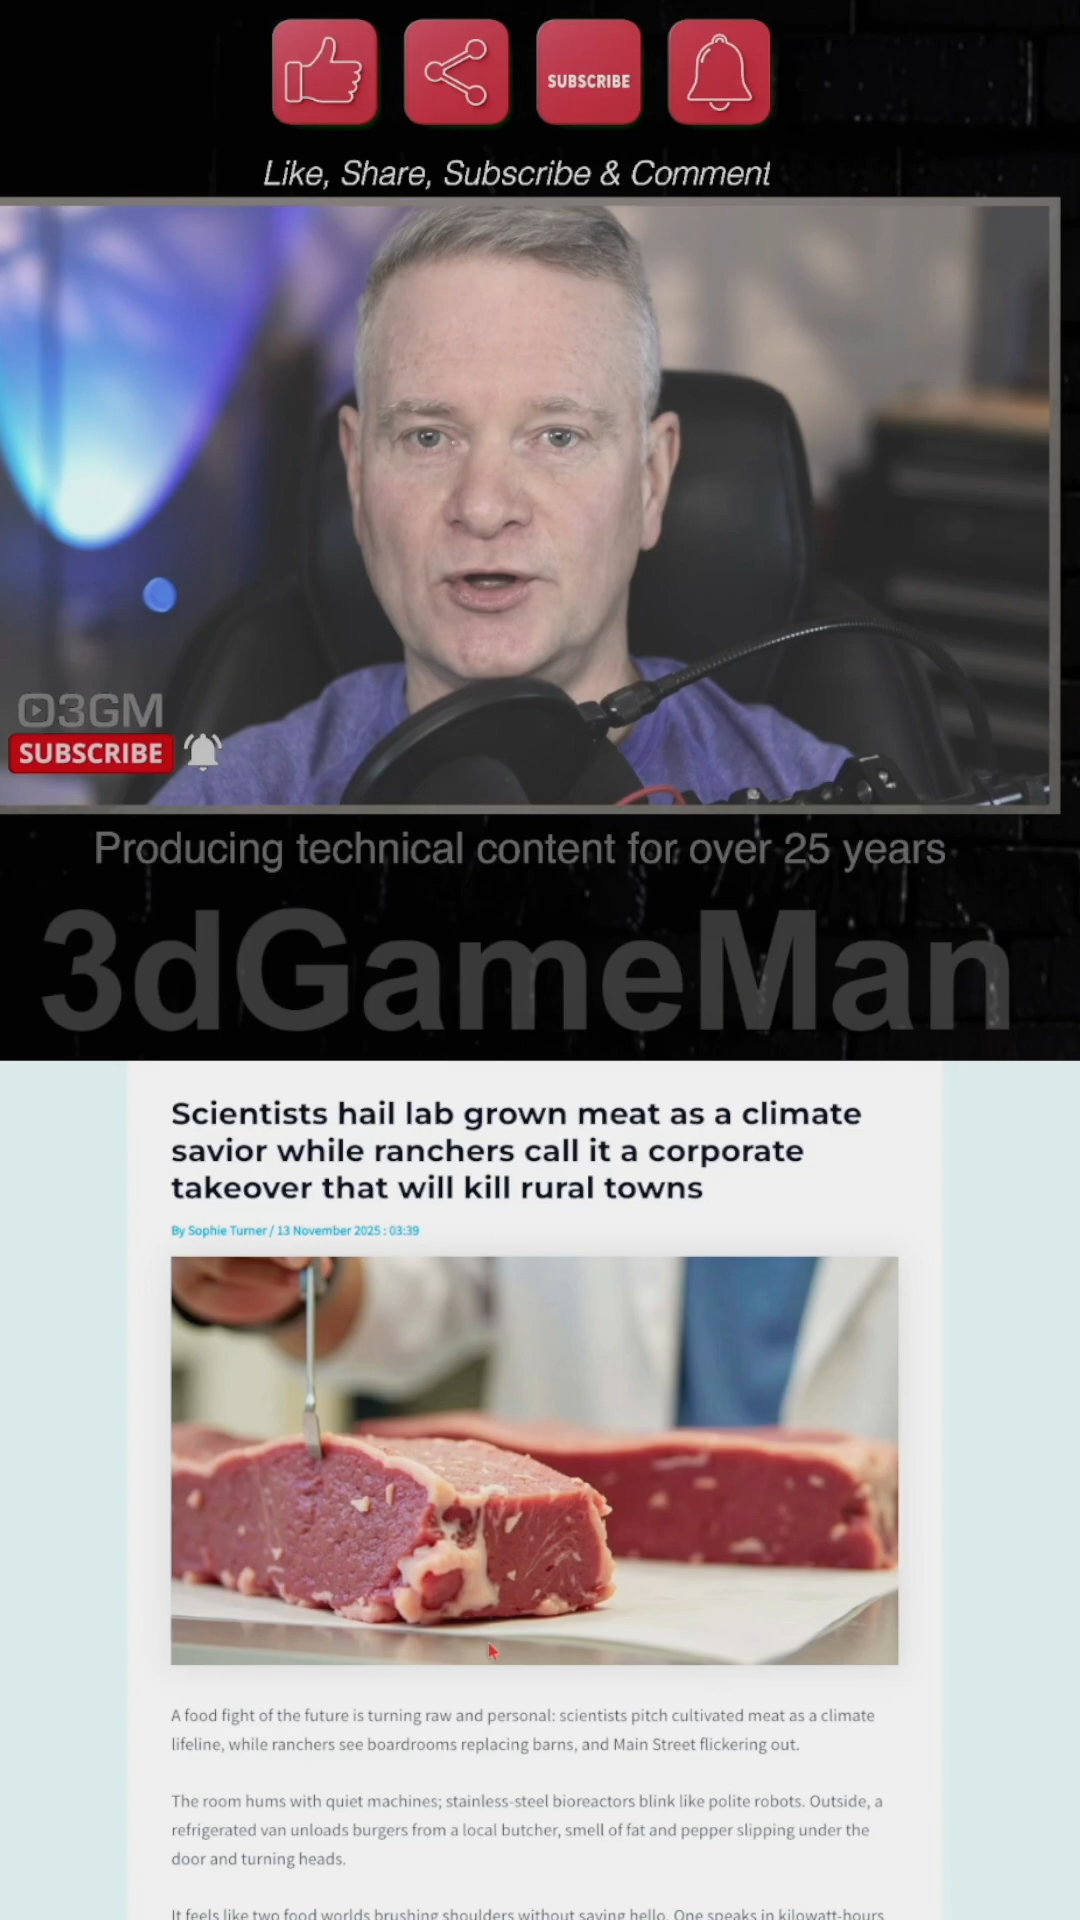 SUBSCRIBE
Like, Share, Subscribe & Comment
03GM
SUBSCRIBE
Producing technical content for over 25 years
3dGameMan
Scientists hail lab grown meat as a climate
savior while ranchers call it a corporate
takeover that will kill rural towns
By Sophie Turner / 13 November 2025 : 03:39
A food fight of the future is turning raw and personal: scientists pitch cultivated meat as a climate
lifeline, while ranchers see boardrooms replacing barns, and Main Street flickering out.
The room hums with quiet machines; stainless-steel bioreactors blink like polite robots. Outside, a
refrigerated van unloads burgers from a local butcher, smell of fat and pepper slipping under the
door and turning heads.
It feels like two food worlds brushing shoulders without saying hello. One speaks in kilowatt-hours